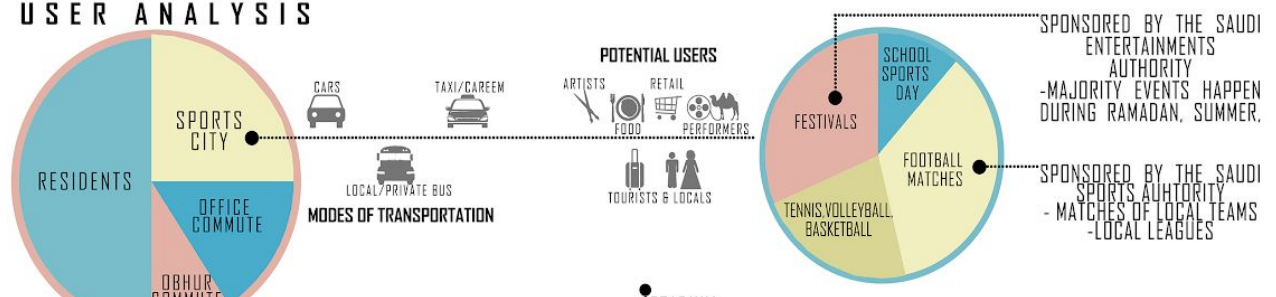 USER ANALYSIS
RESIDENTS
SPORTS
CITY
OFFICE
COMMUTE
OBHUR
COMMUTE
CARS
TAXI/CAREEM
LOCAL/PRIVATE BUS
MODES OF TRANSPORTATION
POTENTIAL USERS
ARTISTS
RETAIL
FOOD
PERFORMERS
TOURISTS & LOCALS
SCHOOL
SPORTS
DAY
FESTIVALS
FOOTBALL
MATCHES
TENNIS,VOLLEYBALL,
BASKETBALL
SPONSORED BY THE SAUDI
ENTERTAINMENTS
AUTHORITY
-MAJORITY EVENTS HAPPEN
DURING RAMADAN, SUMMER,
SPONSORED BY THE SAUDI
SPORTS AUHTORITY
- MATCHES OF LOCAL TEAMS
-LOCAL LEAGUES